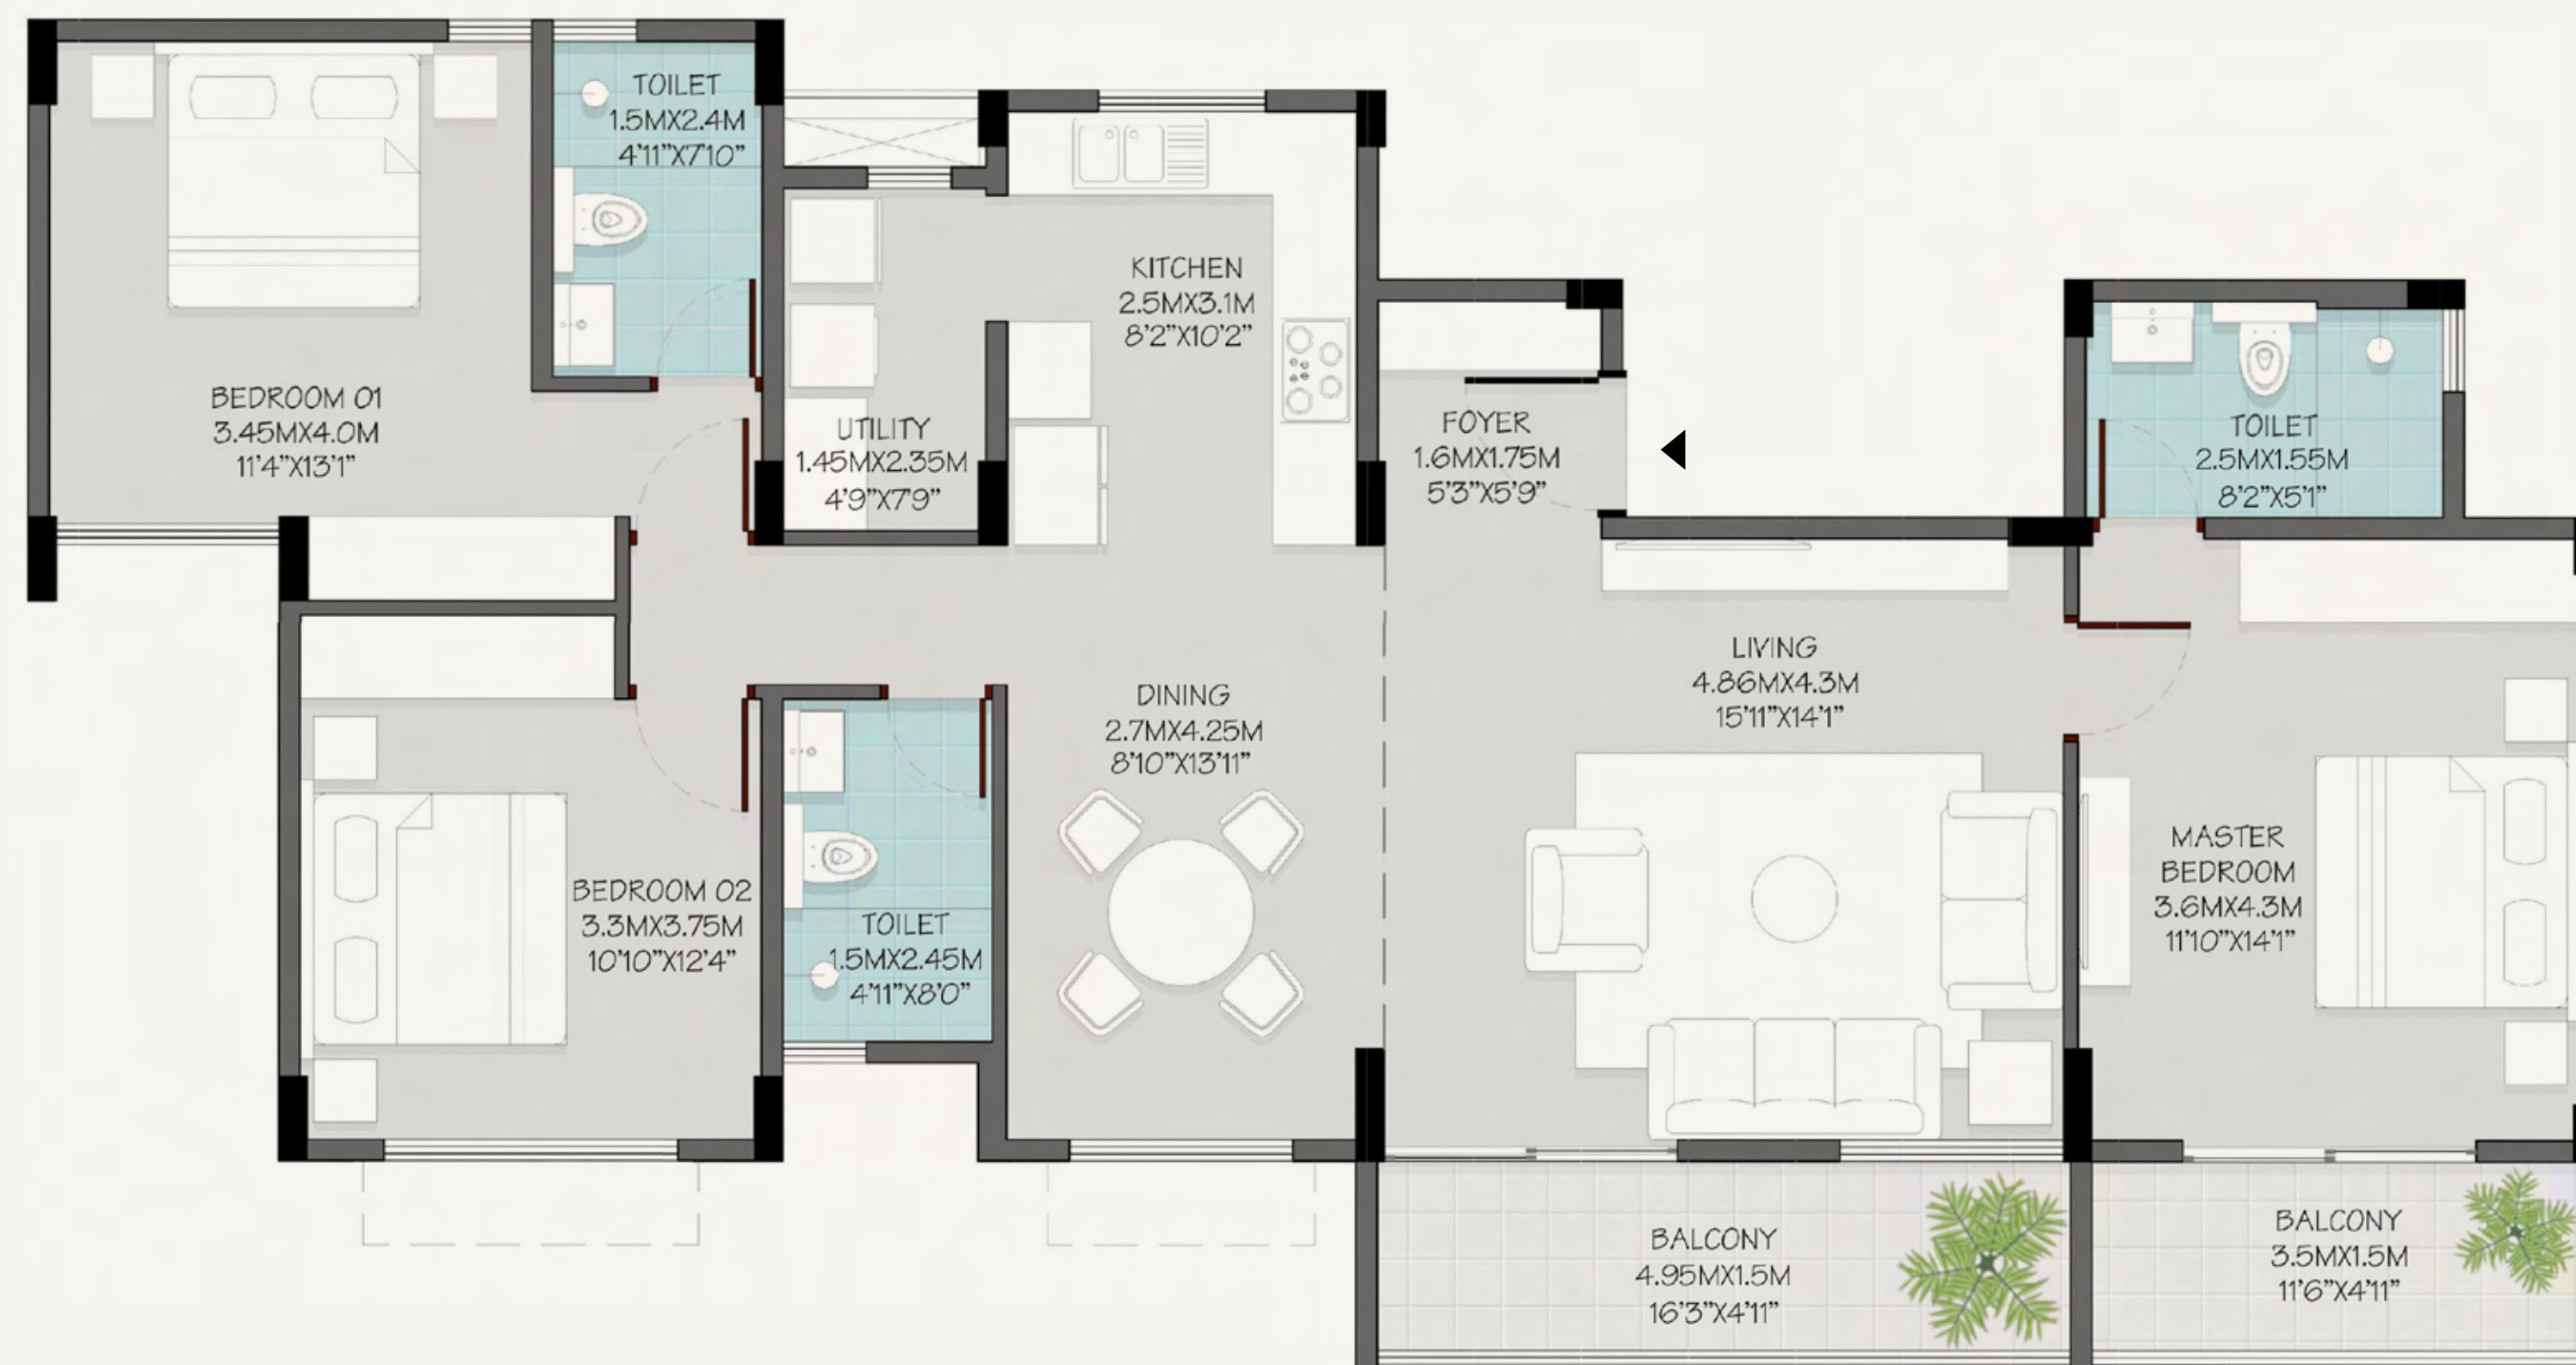 TOILET
1.5MX2.4M
4'11"X7'10"
KITCHEN
2.5MX3.1M
8'2"X10'2"
BEDROOM 01
3.45MX4.0M
11'4"X13'1"
UTILITY
1.45MX2.35M
4'9"X7'9"
FOYER
1.6MX1.75M
5'3"X5'9"
TOILET
2.5MX1.55M
8'2"X5'1"
LIVING
4.86MX4.3M
15'11"X14'1"
DINING
2.7MX4.25M
8'10"X13'11"
MASTER
BEDROOM
3.6MX4.3M
11'10"X14'1"
BEDROOM 02
3.3MX3.75M
10'10"X12'4"
TOILET
1.5MX2.45M
4'11"X8'0"
BALCONY
4.95MX1.5M
16'3"X4'11"
BALCONY
3.5MX1.5M
11'6"X4'11"